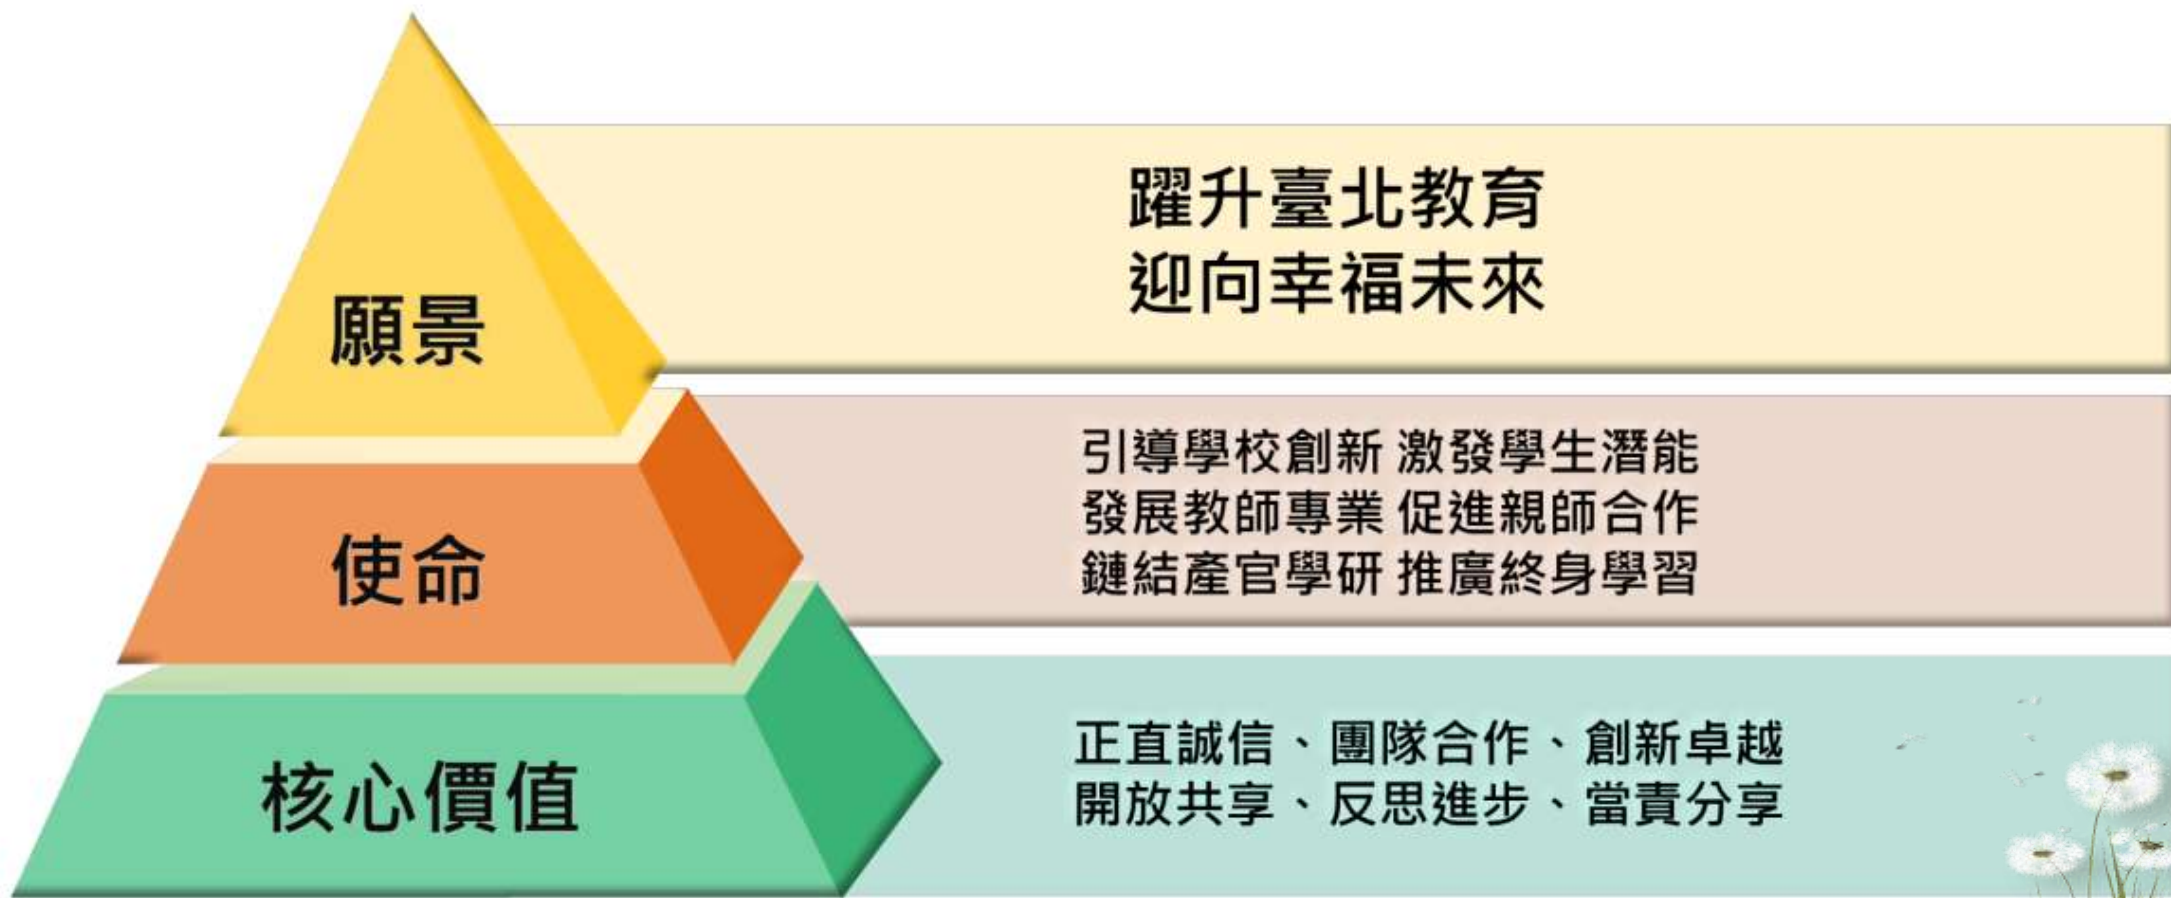 願景
躍升臺北教育
迎向幸福未來
使命
引導學校創新 激發學生潛能
發展教師專業 促進親師合作
鏈結產官學研 推廣終身學習
核心價值
正直誠信、團隊合作、創新卓越
開放共享、反思進步、當責分享